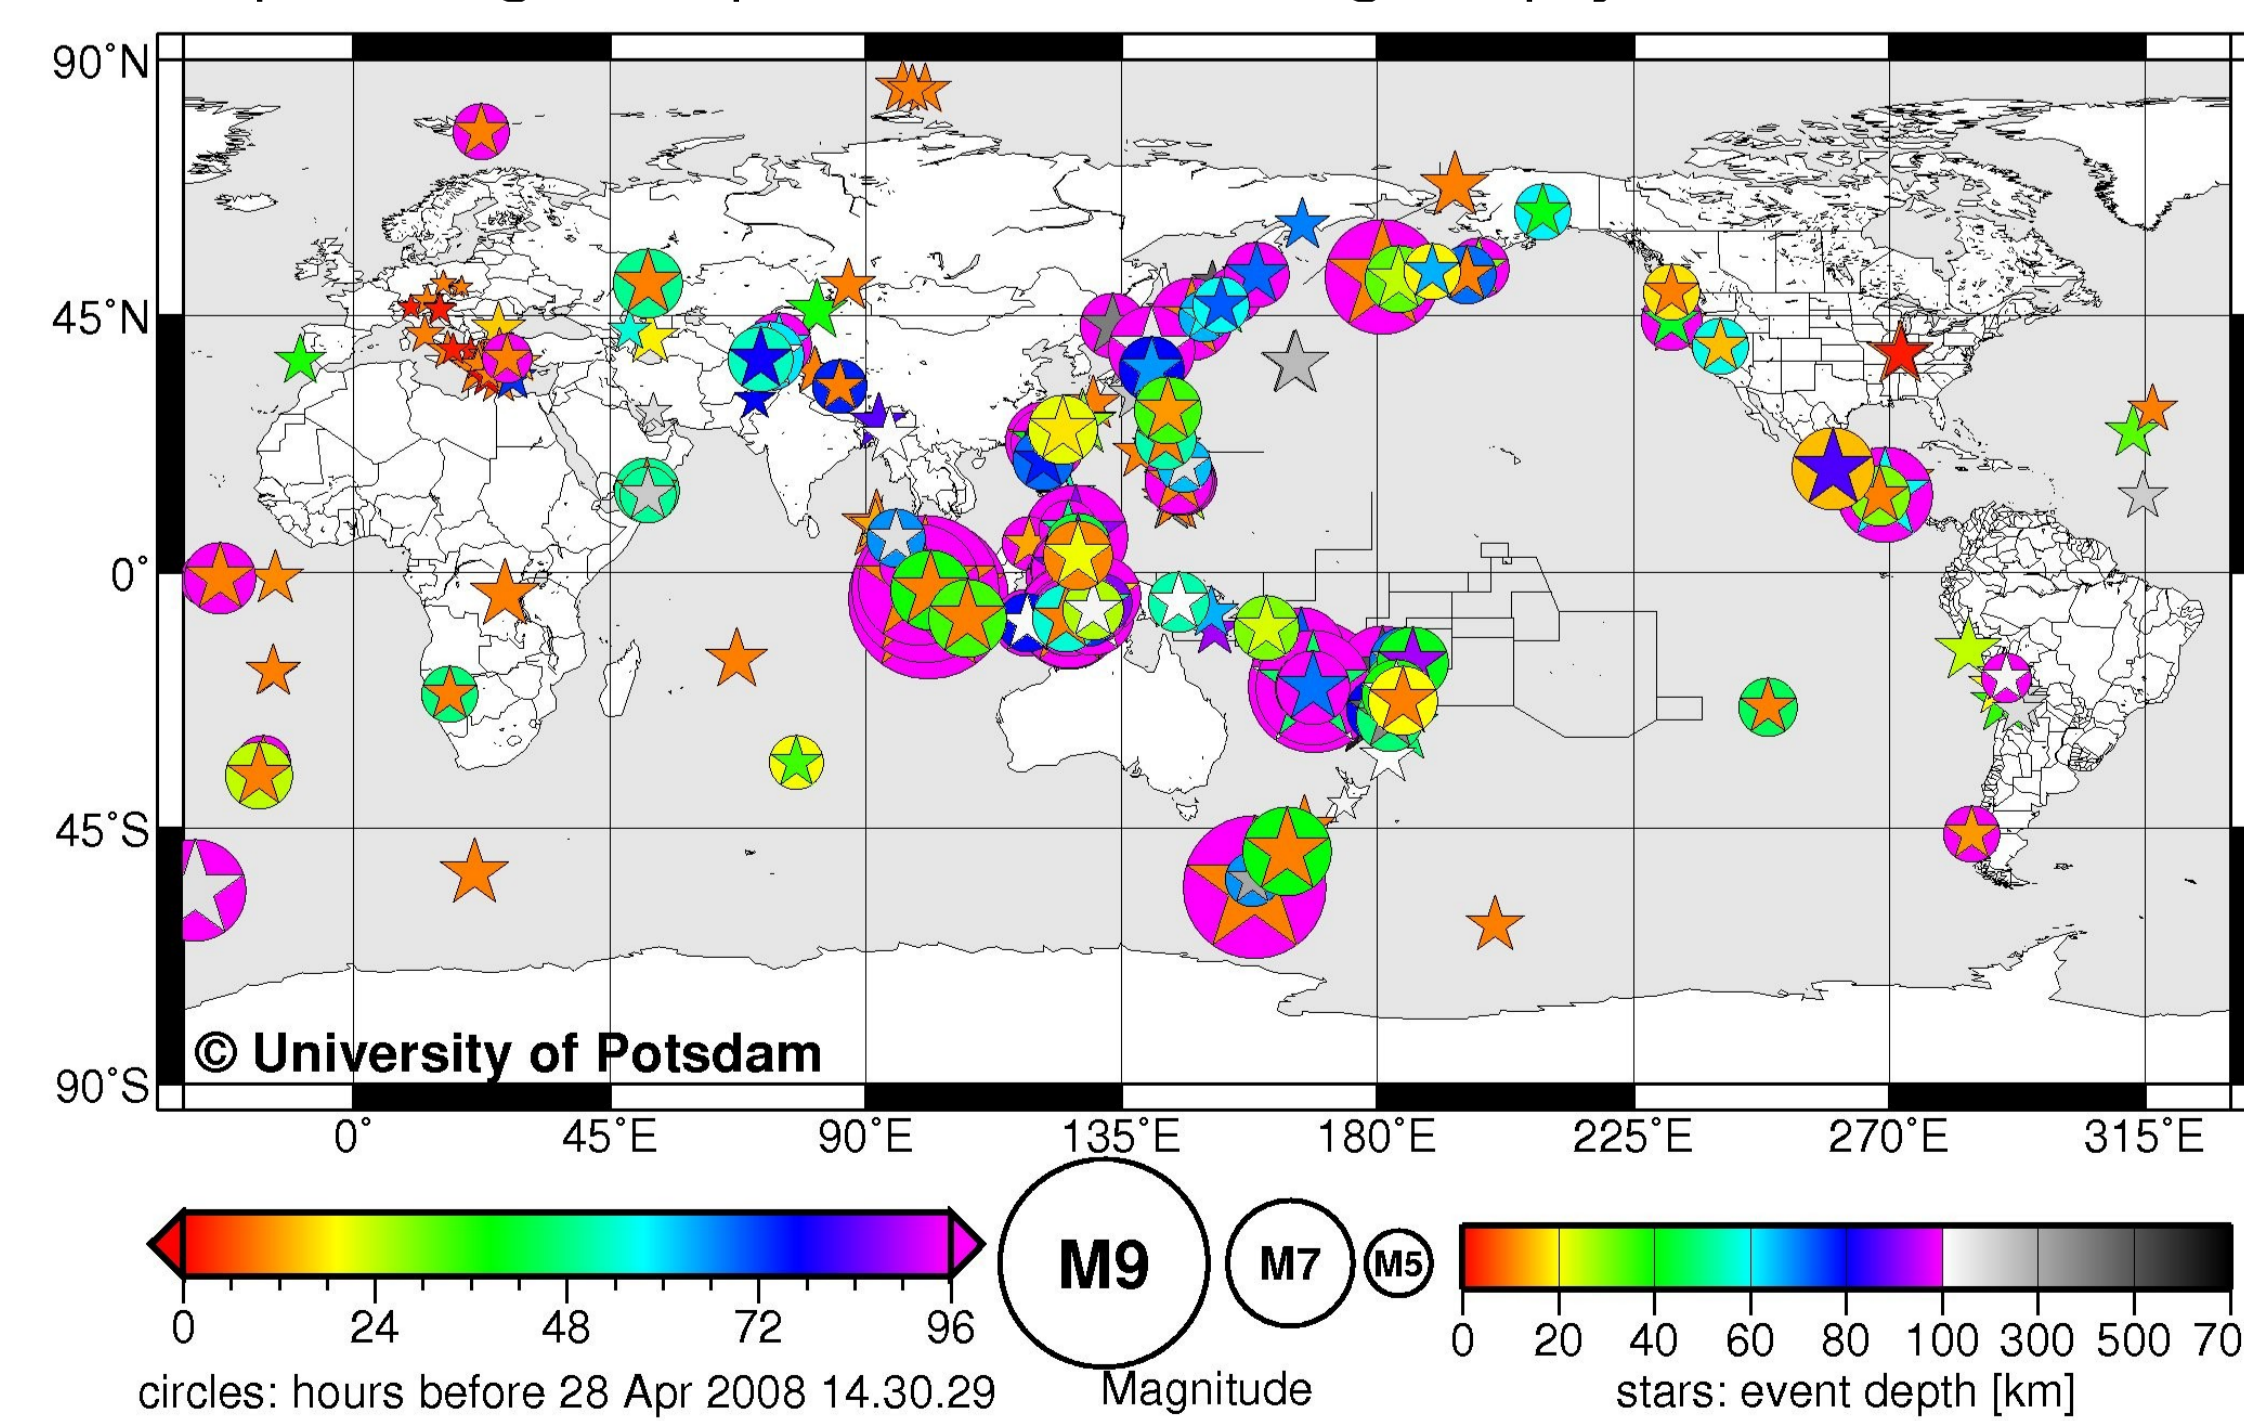 90°N
45°N
0°
45°S
90°S
© University of Potsdam
0° 45°E 90°E 135°E 180°E 225°E 270°E 315°E
M9 M7 M5
0 24 48 72 96
0 20 40 60 80 100 300 500 70
circles: hours before 28 Apr 2008 14.30.29
Magnitude
stars: event depth [km]